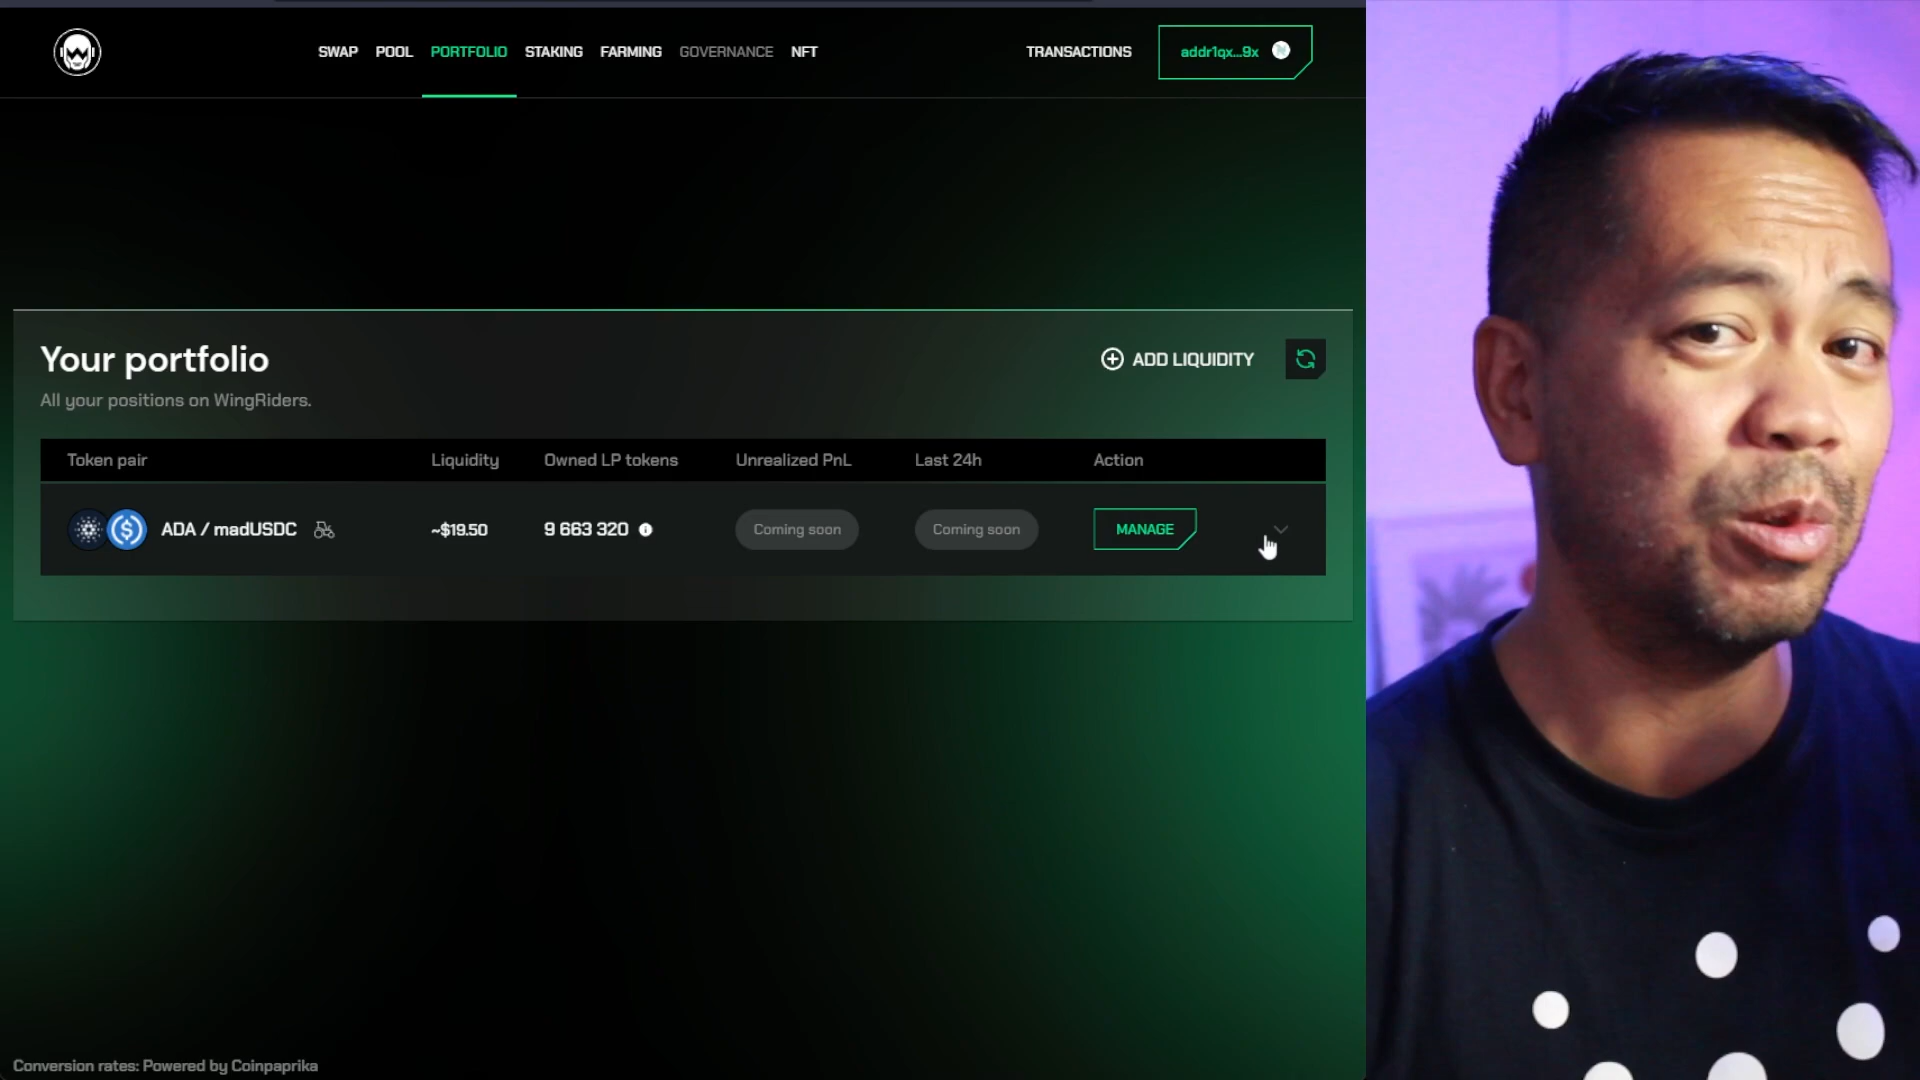 SWAP POOL PORTFOLIO STAKING FARMING GOVERNANCE NFT TRANSACTIONS addr1qx...9x
Your portfolio
ADD LIQUIDITY
All your positions on WingRiders.
Token pair Liquidity Owned LP tokens Unrealized PnL Last 24h Action
ADA / madUSDC ~$19.50 9 663 320 Coming soon Coming soon MANAGE
Conversion rates: Powered by Coinpaprika